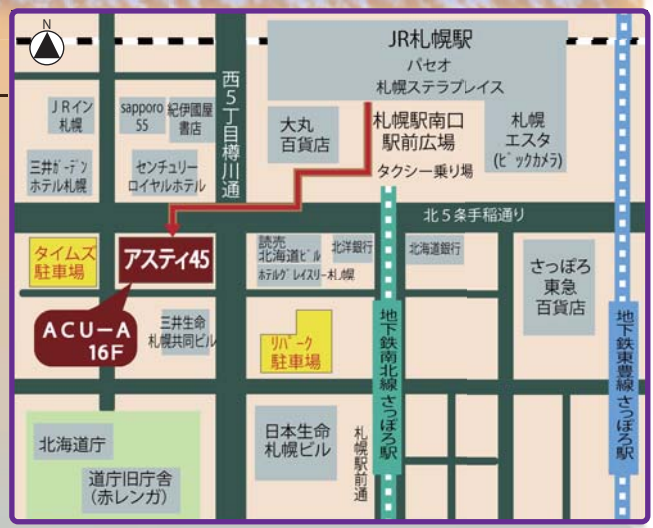 N
JR札幌駅
パセオ
札幌ステラプレイス
西5丁目樽川通
JRイン
札幌
sapporo
55
紀伊國屋
書店
大丸
百貨店
札幌駅南口
駅前広場
札幌
エスタ
(ビックカメラ)
三井ガーデン
ホテル札幌
センチュリー
ロイヤルホテル
タクシー乗り場
北5条手稲通り
タイムズ
駐車場
アスティ45
読売
北海道ビル
ホテルグレイスリー札幌
北洋銀行
北海道銀行
さっぽろ
東急
百貨店
ACU-A
16F
三井生命
札幌共同ビル
リパーク
駐車場
地下鉄南北線さっぽろ駅
地下鉄東豊線さっぽろ駅
北海道庁
道庁旧庁舎
(赤レンガ)
日本生命
札幌ビル
札幌駅前通